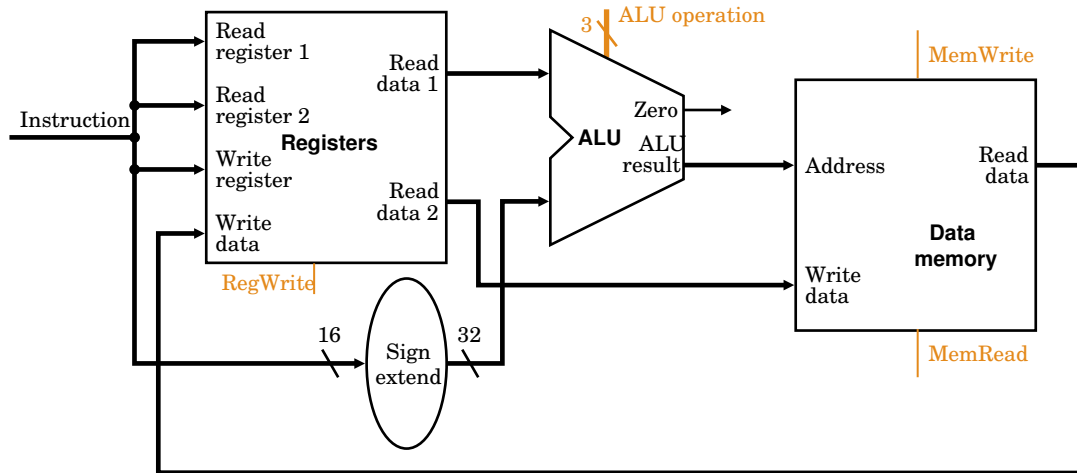 Instruction
Read
register 1
Read
register 2
Registers
Write
register
Write
data
Read
data 1
Read
data 2
RegWrite
16
Sign
extend
32
3
ALU operation
Zero
ALU
ALU
result
MemWrite
Address
Read
data
Data
memory
Write
data
MemRead